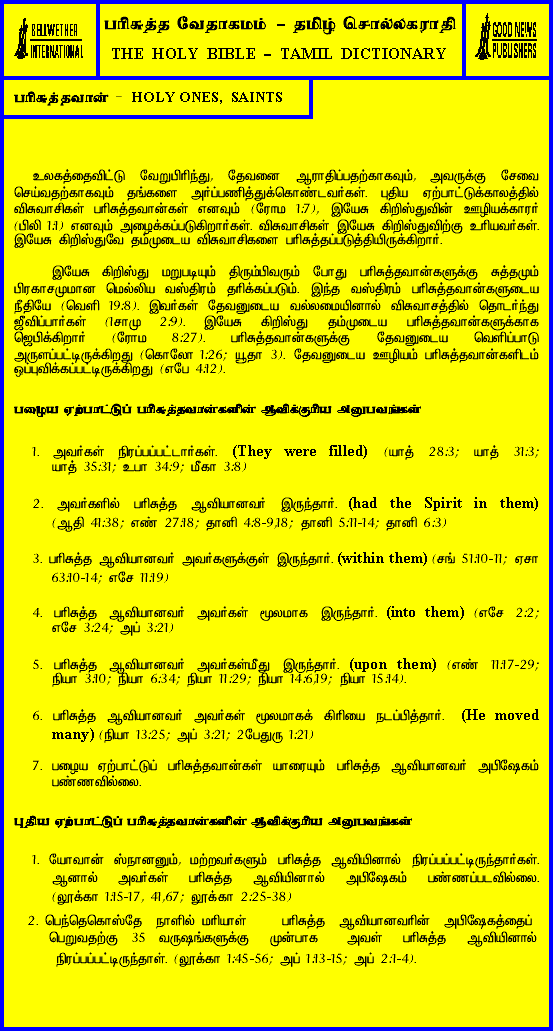 BELLWETHER
INTERNATIONAL
பரிசுத்த வேதாகமம் – தமிழ் சொல்லகராதி
THE HOLY BIBLE – TAMIL DICTIONARY
GOOD NEWS
PUBLISHERS
பரிசுத்தவான் – HOLY ONES, SAINTS
உலகத்தைவிட்டு வேறுபிரிந்து, தேவனை ஆராதிப்பதற்காகவும், அவருக்கு சேவை
செய்வதற்காகவும் தங்களை அர்ப்பணித்துக்கொண்டவர்கள். புதிய ஏற்பாட்டுக்காலத்தில்
விசுவாசிகள் பரிசுத்தவான்கள் எனவும் (ரோம 1:7), இயேசு கிறிஸ்துவின் ஊழியக்காரர்
(பிலி 1:1) எனவும் அழைக்கப்படுகிறார்கள். விசுவாசிகள் இயேசு கிறிஸ்துவிற்கு உரியவர்கள்.
இயேசு கிறிஸ்துவே தம்முடைய விசுவாசிகளை பரிசுத்தப்படுத்தியிருக்கிறார்.
இயேசு கிறிஸ்து மறுபடியும் திரும்பிவரும் போது பரிசுத்தவான்களுக்கு சுத்தமும்
பிரகாசமுமான மெல்லிய வஸ்திரம் தரிக்கப்படும். இந்த வஸ்திரம் பரிசுத்தவான்களுடைய
நீதியே (வெளி 19:8). இவர்கள் தேவனுடைய வல்லமையினால் விசுவாசத்தில் தொடர்ந்து
ஜீவிப்பார்கள் (1சாமு 2:9). இயேசு கிறிஸ்து தம்முடைய பரிசுத்தவான்களுக்காக
ஜெபிக்கிறார் (ரோம 8:27). பரிசுத்தவான்களுக்கு தேவனுடைய வெளிப்பாடு
அருளப்பட்டிருக்கிறது (கொலோ 1:26; யூதா 3). தேவனுடைய ஊழியம் பரிசுத்தவான்களிடம்
ஒப்புவிக்கப்பட்டிருக்கிறது (எபே 4:12).
பழைய ஏற்பாட்டுப் பரிசுத்தவான்களின் ஆவிக்குரிய அனுபவங்கள்
1. அவர்கள் நிரப்பப்பட்டார்கள். (They were filled) (யாத் 28:3; யாத் 31:3;
யாத் 35:31; உபா 34:9; மீகா 3:8)
2. அவர்களில் பரிசுத்த ஆவியானவர் இருந்தார். (had the Spirit in them)
(ஆதி 41:38; எண் 27:18; தானி 4:8-9,18; தானி 5:11-14; தானி 6:3)
3. பரிசுத்த ஆவியானவர் அவர்களுக்குள் இருந்தார். (within them) (சங் 51:10-11; ஏசா
63:10-14; எசே 11:19)
4. பரிசுத்த ஆவியானவர் அவர்கள் மூலமாக இருந்தார். (into them) (எசே 2:2;
எசே 3:24; அப் 3:21)
5. பரிசுத்த ஆவியானவர் அவர்கள்மீது இருந்தார். (upon them) (எண் 11:17-29;
நியா 3:10; நியா 6:34; நியா 11:29; நியா 14:6,19; நியா 15:14).
6. பரிசுத்த ஆவியானவர் அவர்கள் மூலமாகக் கிரியை நடப்பித்தார். (He moved
many) (நியா 13:25; அப் 3:21; 2பேதுரு 1:21)
7. பழைய ஏற்பாட்டுப் பரிசுத்தவான்கள் யாரையும் பரிசுத்த ஆவியானவர் அபிஷேகம்
பண்ணவில்லை.
புதிய ஏற்பாட்டுப் பரிசுத்தவான்களின் ஆவிக்குரிய அனுபவங்கள்
1. யோவான் ஸ்நானனும், மற்றவர்களும் பரிசுத்த ஆவியினால் நிரப்பப்பட்டிருந்தார்கள்.
ஆனால் அவர்கள் பரிசுத்த ஆவியினால் அபிஷேகம் பண்ணப்படவில்லை.
(லூக்கா 1:15-17, 41,67; லூக்கா 2:25-38)
2. பெந்தெகொஸ்தே நாளில் மரியாள் பரிசுத்த ஆவியானவரின் அபிஷேகத்தைப்
பெறுவதற்கு 35 வருஷங்களுக்கு முன்பாக அவள் பரிசுத்த ஆவியினால்
நிரப்பப்பட்டிருந்தாள். (லூக்கா 1:45-56; அப் 1:13-15; அப் 2:1-4).